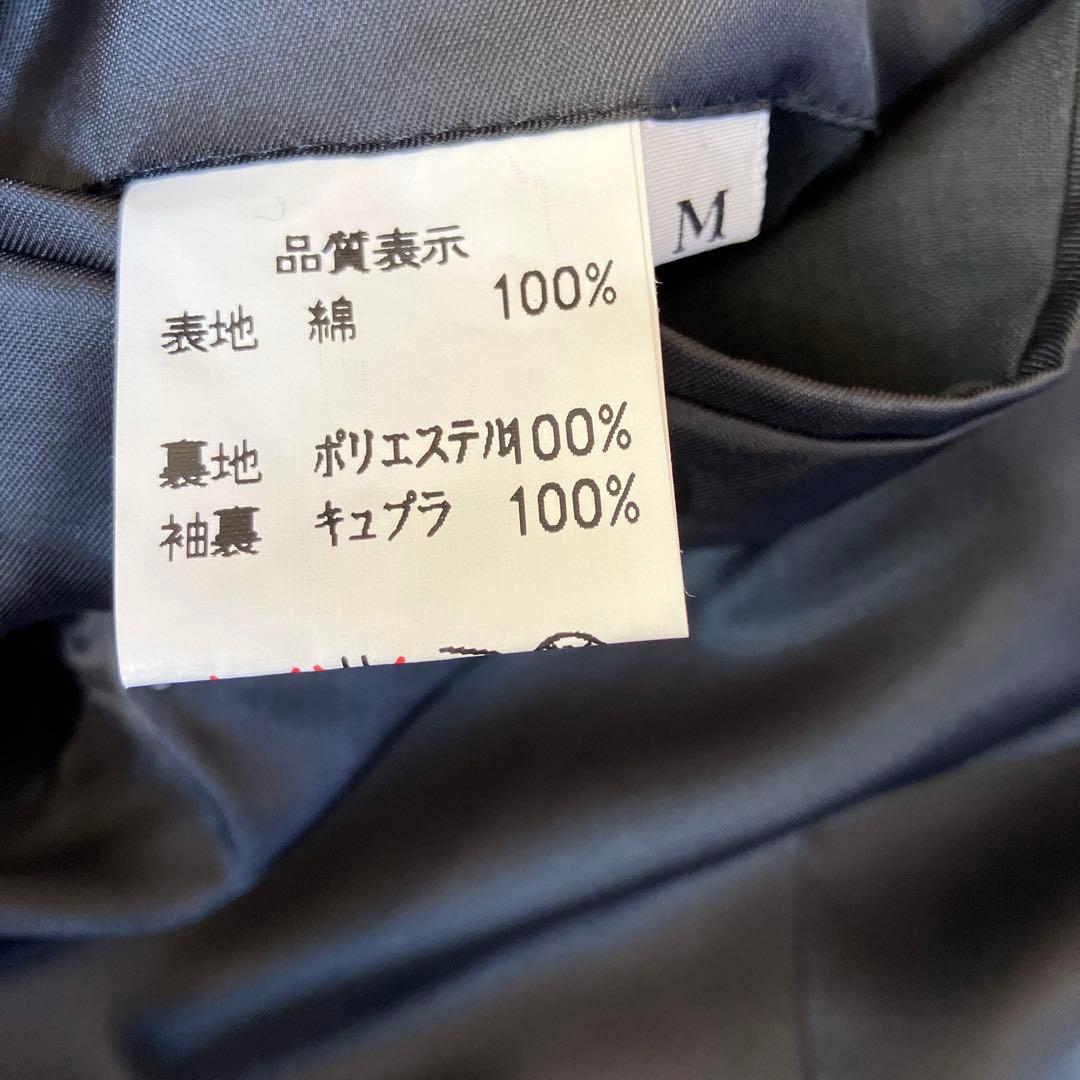 品質表示
表地 綿 100%
裏地 ポリエステル100%
袖裏 キュプラ 100%
M